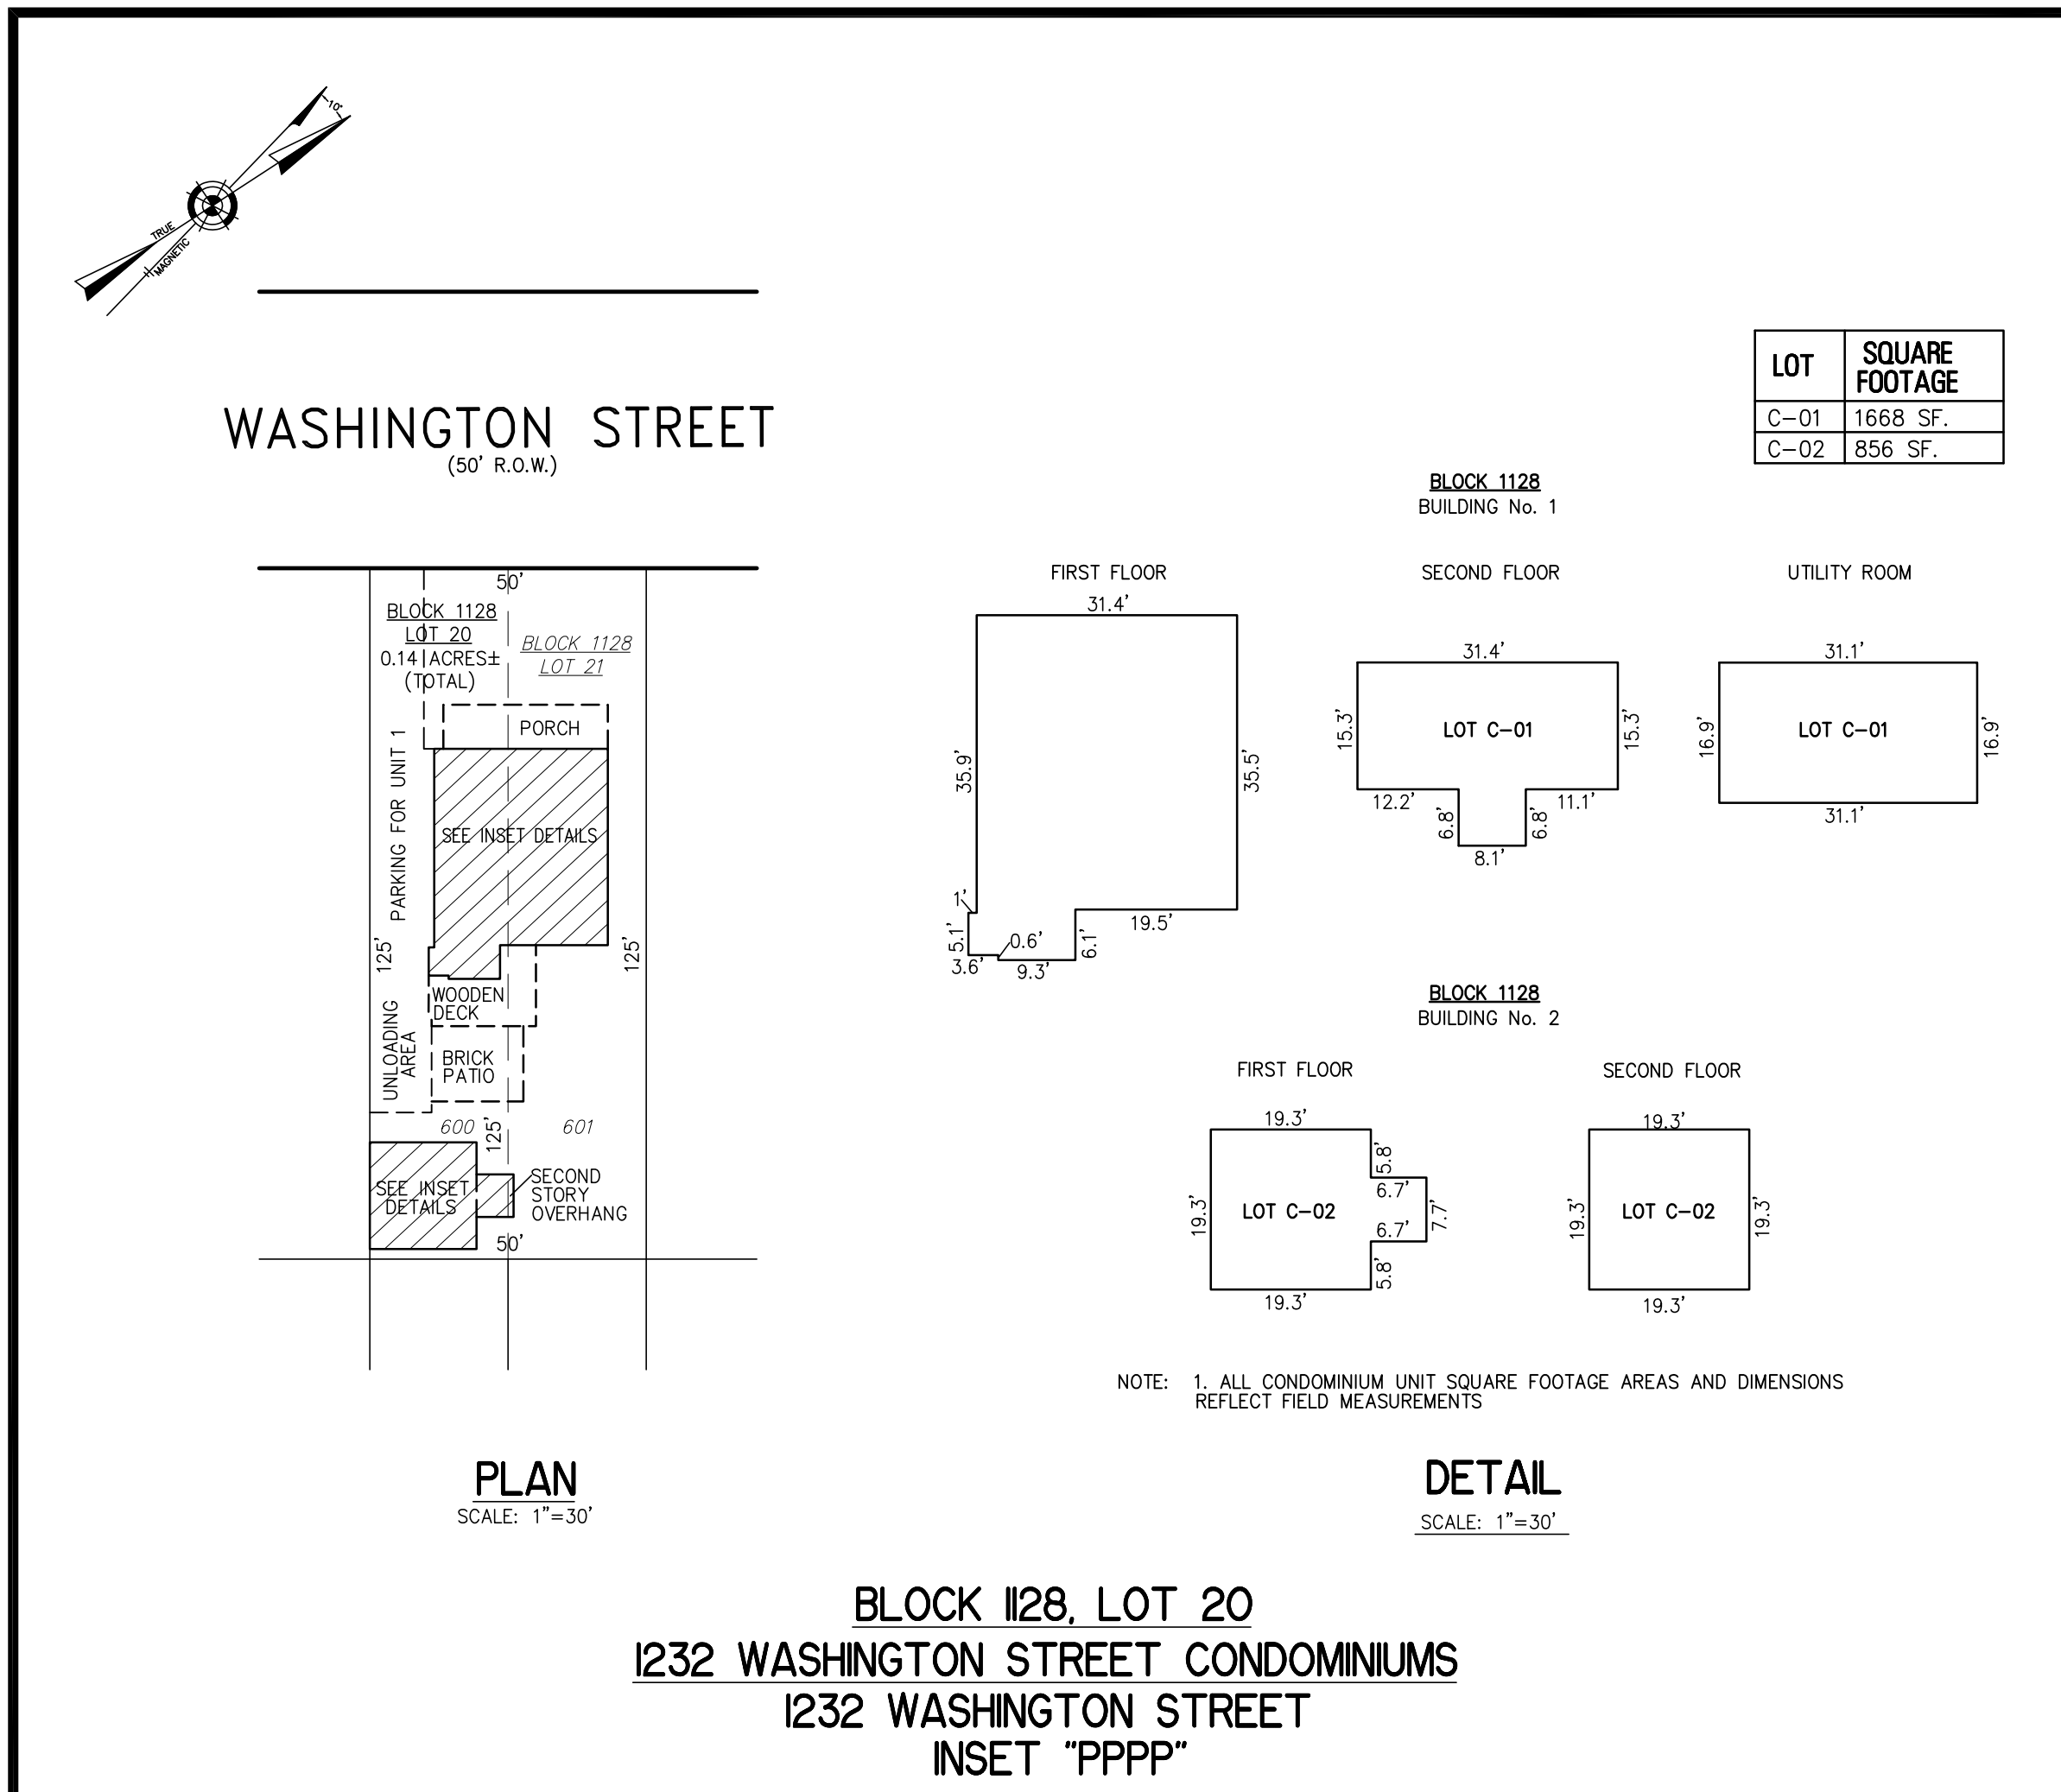 10°
TRUE
MAGNETIC
WASHINGTON STREET
(50' R.O.W.)
LOT SQUARE FOOTAGE
C-01 1668 SF.
C-02 856 SF.
BLOCK 1128
BUILDING No. 1
FIRST FLOOR
31.4'
35.9'
35.5'
1'
5.1'
3.6'
0.6'
9.3'
6.1'
19.5'
SECOND FLOOR
31.4'
15.3'
LOT C-01
15.3'
12.2'
6.8'
8.1'
6.8'
11.1'
UTILITY ROOM
31.1'
16.9'
LOT C-01
16.9'
31.1'
50'
BLOCK 1128
LOT 20
0.14 ACRES±
(TOTAL)
BLOCK 1128
LOT 21
PORCH
PARKING FOR UNIT 1
SEE INSET DETAILS
125'
125'
WOODEN
DECK
UNLOADING
AREA
BRICK
PATIO
600
125'
601
SEE INSET
DETAILS
SECOND
STORY
OVERHANG
50'
BLOCK 1128
BUILDING No. 2
FIRST FLOOR
19.3'
5.8'
6.7'
19.3'
LOT C-02
7.7'
6.7'
5.8'
19.3'
SECOND FLOOR
19.3'
19.3'
LOT C-02
19.3'
19.3'
NOTE: 1. ALL CONDOMINIUM UNIT SQUARE FOOTAGE AREAS AND DIMENSIONS
REFLECT FIELD MEASUREMENTS
PLAN
SCALE: 1"=30'
DETAIL
SCALE: 1"=30'
BLOCK 1128, LOT 20
1232 WASHINGTON STREET CONDOMINIUMS
1232 WASHINGTON STREET
INSET "PPPP"